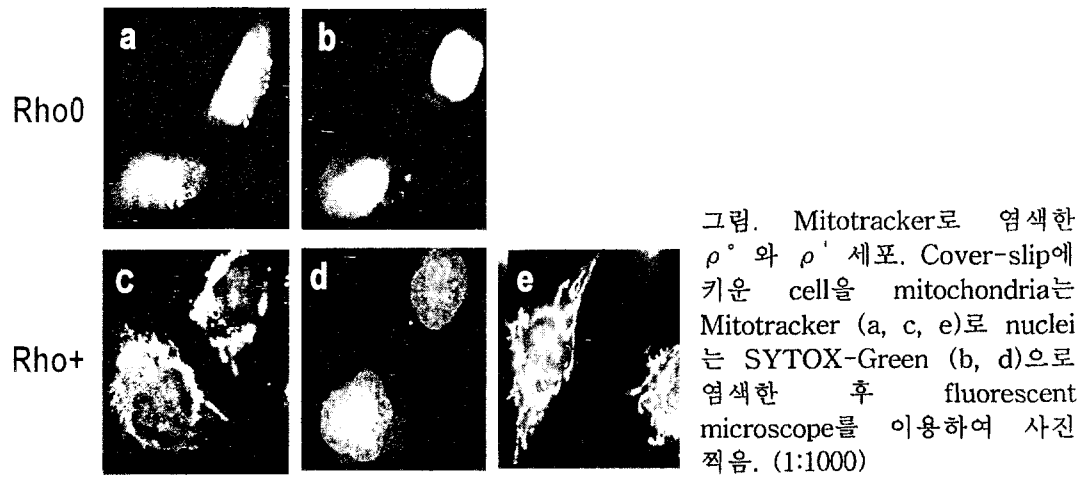 a
b
Rho0
c
d
e
Rho+
그림. Mitotracker로 염색한
ρ° 와 ρ' 세포. Cover-slip에
키운 cell을 mitochondria는
Mitotracker (a, c, e)로 nuclei
는 SYTOX-Green (b, d)으로
염색한 후 fluorescent
microscope를 이용하여 사진
찍음. (1:1000)